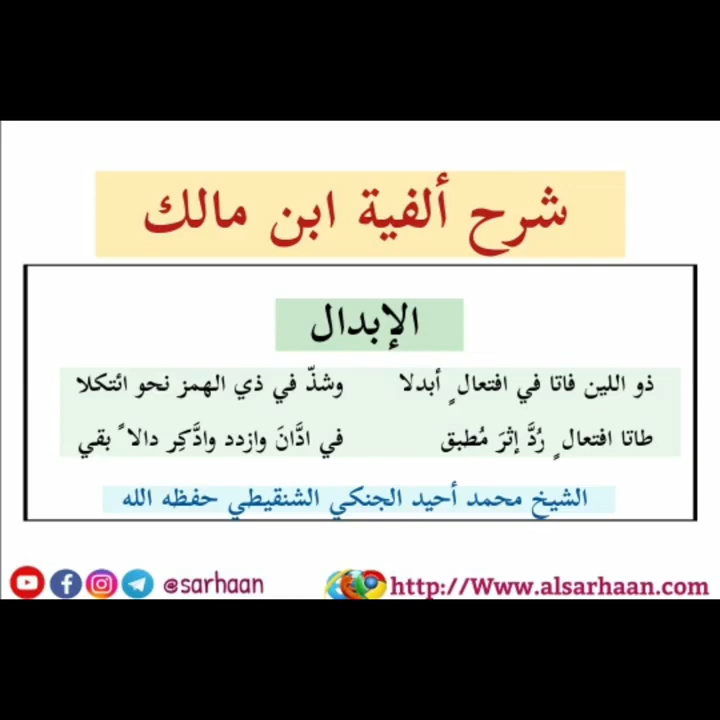 شرح ألفية ابن مالك
الإبدال
ذو اللين فاتا في افتعالٍ أبدلا وشذّ في ذي الهمز نحو ائتكلا
طاتا افتعالٍ رُدَّ إثرَ مُطبق في ادَّانَ وازدد وادَّكِر دالاً بقي
الشيخ محمد أحيد الجنكي الشنقيطي حفظه الله
@sarhaan http://Www.alsarhaan.com